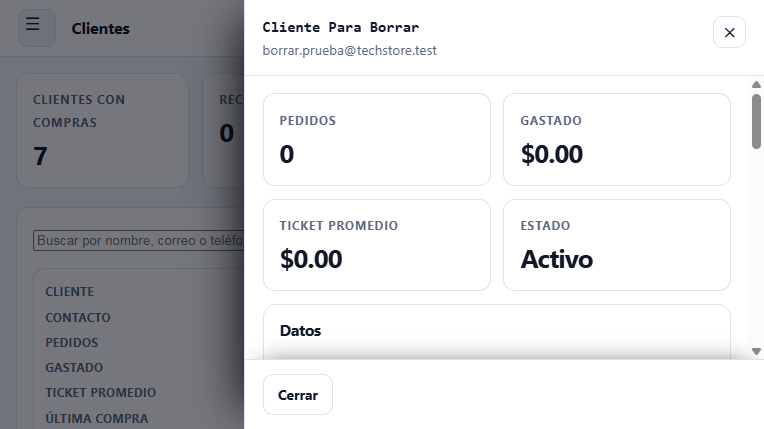 ☰ Clientes
CLIENTES CON
COMPRAS
7
REC
0
Buscar por nombre, correo o teléfo
CLIENTE
CONTACTO
PEDIDOS
GASTADO
TICKET PROMEDIO
ÚLTIMA COMPRA
Cliente Para Borrar
borrar.prueba@techstore.test
✕
PEDIDOS
0
GASTADO
$0.00
TICKET PROMEDIO
$0.00
ESTADO
Activo
Datos
Cerrar